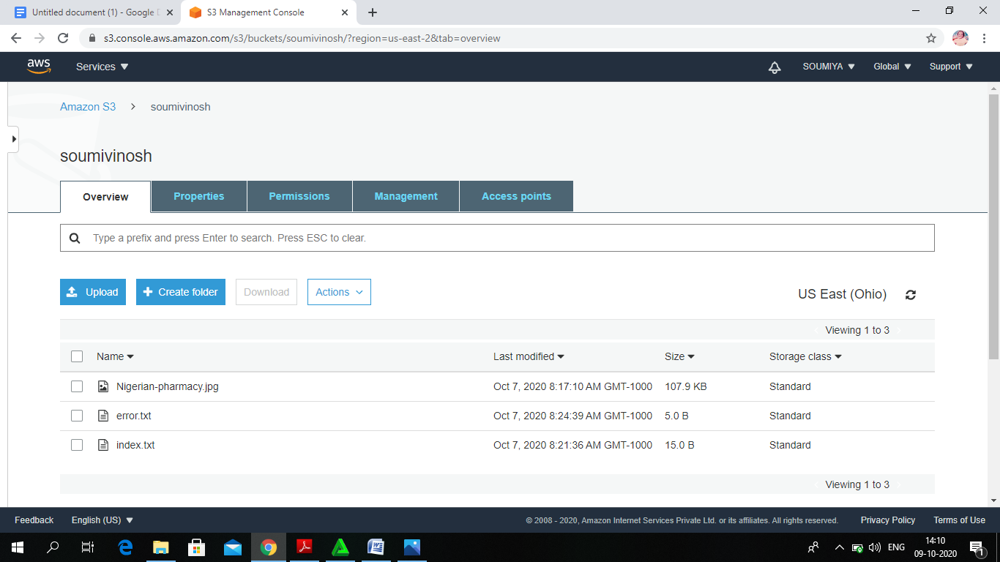 Untitled document (1) - Google D
S3 Management Console
s3.console.aws.amazon.com/s3/buckets/soumivinosh/?region=us-east-2&tab=overview
aws Services SOUMIYA Global Support
Amazon S3 > soumivinosh
soumivinosh
Overview Properties Permissions Management Access points
Type a prefix and press Enter to search. Press ESC to clear.
Upload Create folder Download Actions US East (Ohio)
Viewing 1 to 3
Name Last modified Size Storage class
Nigerian-pharmacy.jpg Oct 7, 2020 8:17:10 AM GMT-1000 107.9 KB Standard
error.txt Oct 7, 2020 8:24:39 AM GMT-1000 5.0 B Standard
index.txt Oct 7, 2020 8:21:36 AM GMT-1000 15.0 B Standard
Viewing 1 to 3
Feedback English (US) © 2008 - 2020, Amazon Internet Services Private Ltd. or its affiliates. All rights reserved. Privacy Policy Terms of Use
ENG 14:10
09-10-2020 1